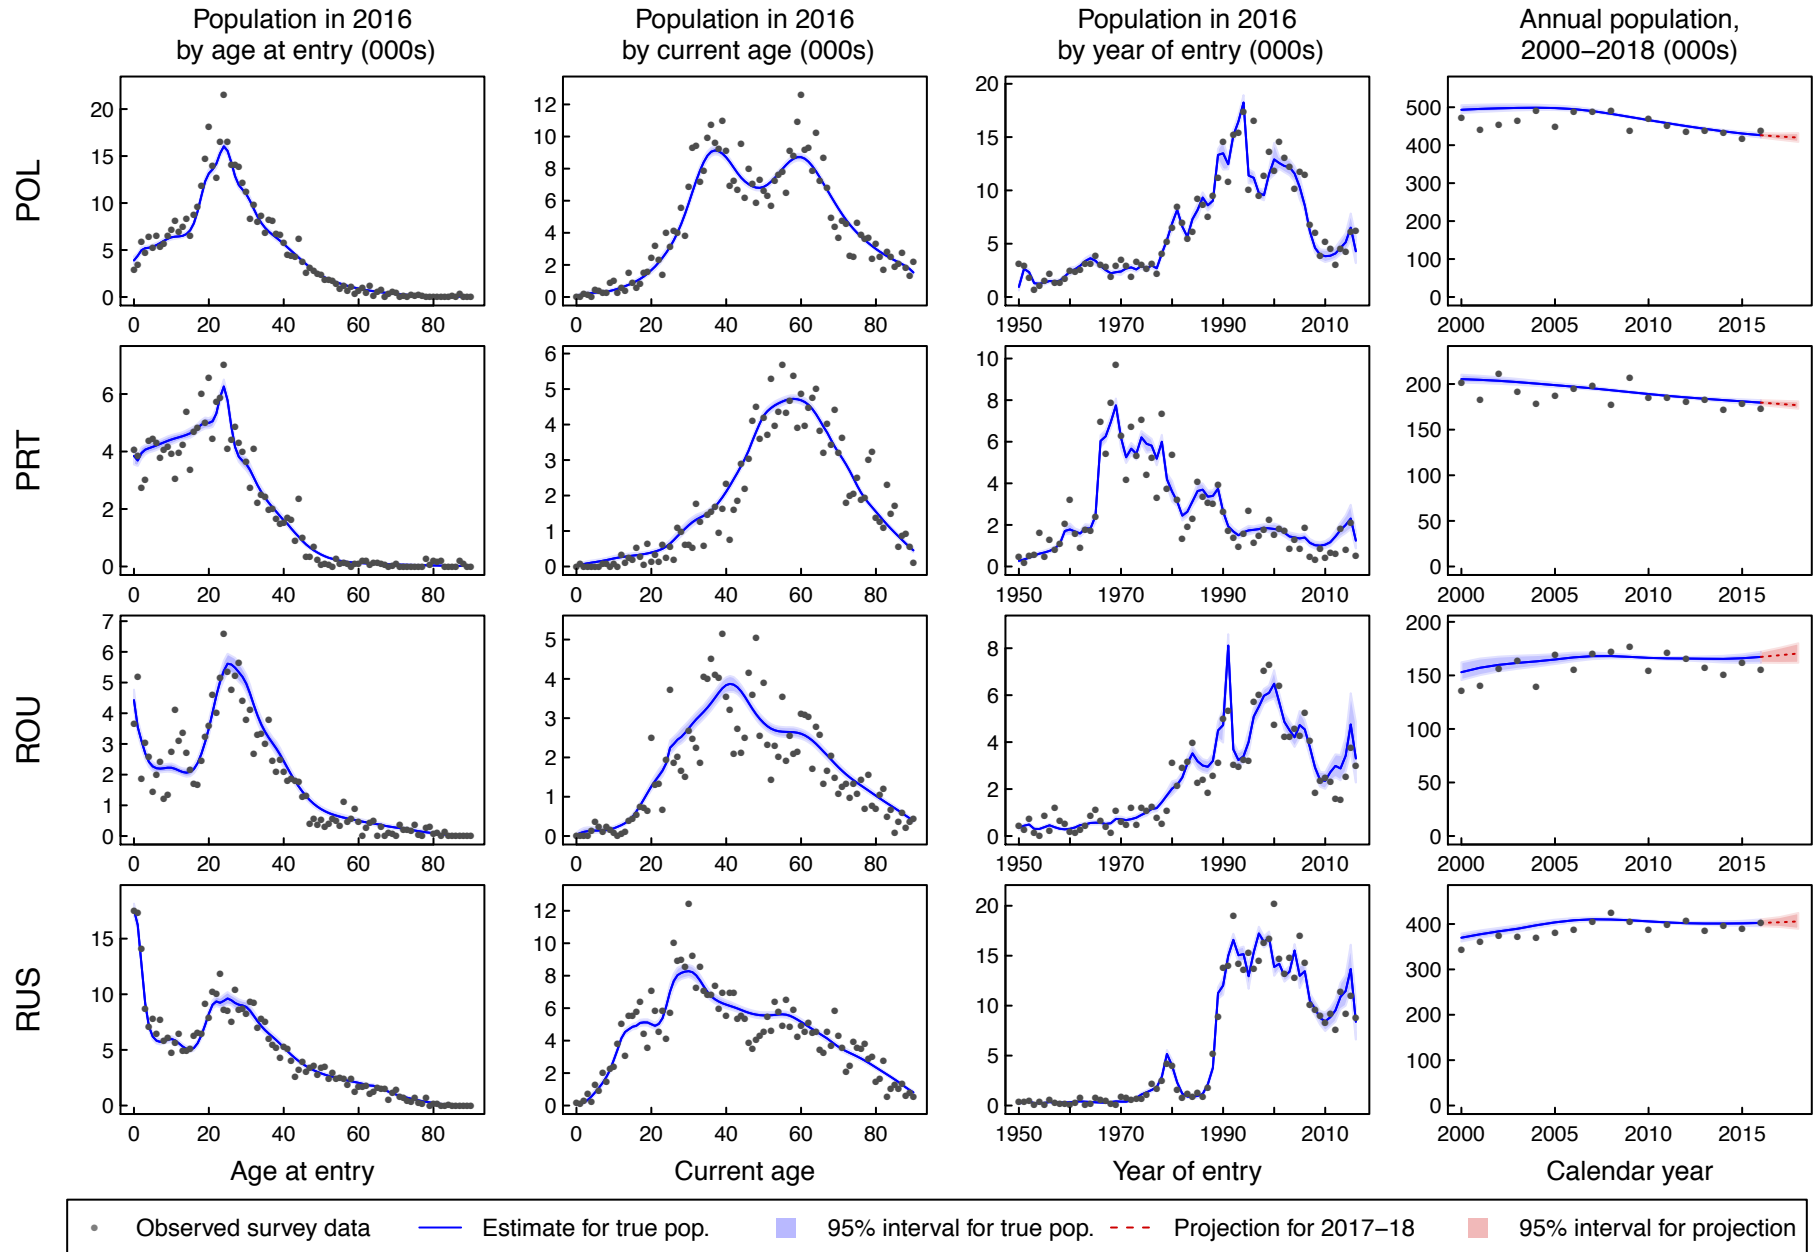 Population in 2016 by age at entry (000s)
Population in 2016 by current age (000s)
Population in 2016 by year of entry (000s)
Annual population, 2000−2018 (000s)
POL
20
15
10
5
0
0 20 40 60 80
12
10
8
6
4
2
0
0 20 40 60 80
20
15
10
5
0
1950 1970 1990 2010
500
400
300
200
100
0
2000 2005 2010 2015
PRT
6
4
2
0
0 20 40 60 80
6
5
4
3
2
1
0
0 20 40 60 80
10
8
6
4
2
0
1950 1970 1990 2010
200
150
100
50
0
2000 2005 2010 2015
ROU
7
6
5
4
3
2
1
0
0 20 40 60 80
5
4
3
2
1
0
0 20 40 60 80
8
6
4
2
0
1950 1970 1990 2010
200
150
100
50
0
2000 2005 2010 2015
RUS
15
10
5
0
0 20 40 60 80
12
10
8
6
4
2
0
0 20 40 60 80
20
15
10
5
0
1950 1970 1990 2010
400
300
200
100
0
2000 2005 2010 2015
Age at entry
Current age
Year of entry
Calendar year
Observed survey data
Estimate for true pop.
95% interval for true pop.
Projection for 2017−18
95% interval for projection